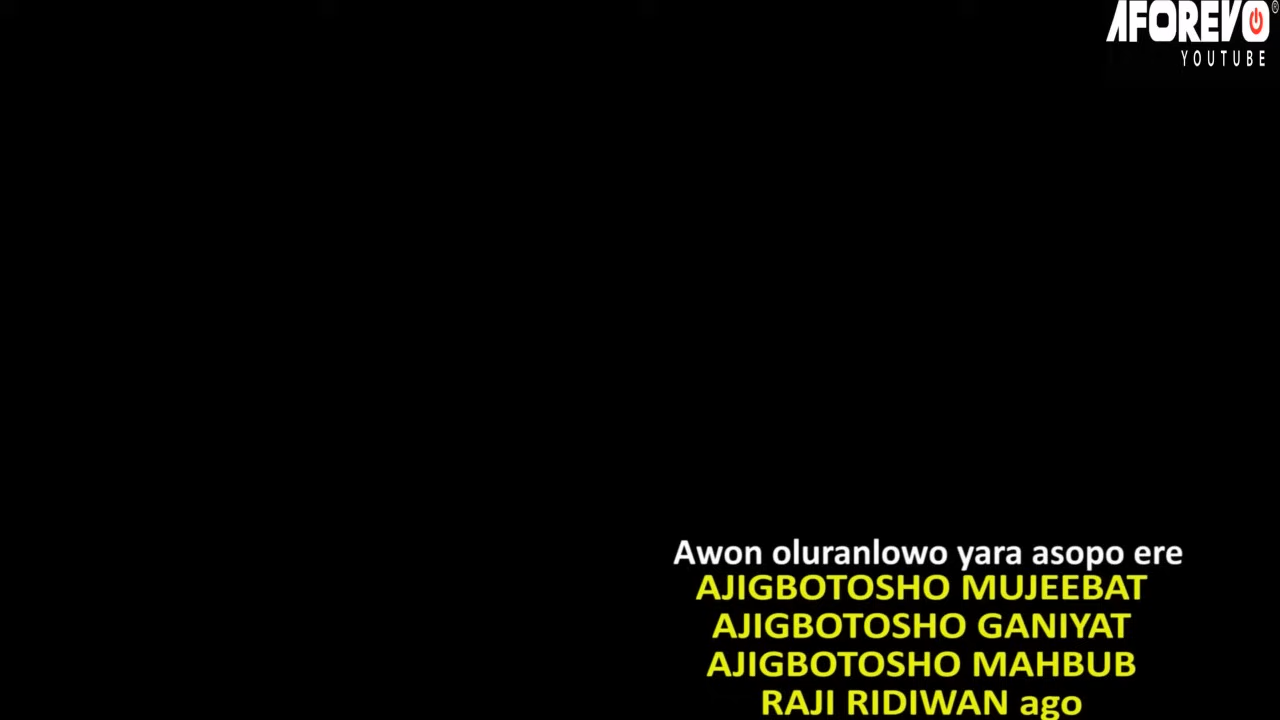 AFOREVO®
YOUTUBE
Awon oluranlowo yara asopo ere
AJIGBOTOSHO MUJEEBAT
AJIGBOTOSHO GANIYAT
AJIGBOTOSHO MAHBUB
RAJI RIDIWAN ago